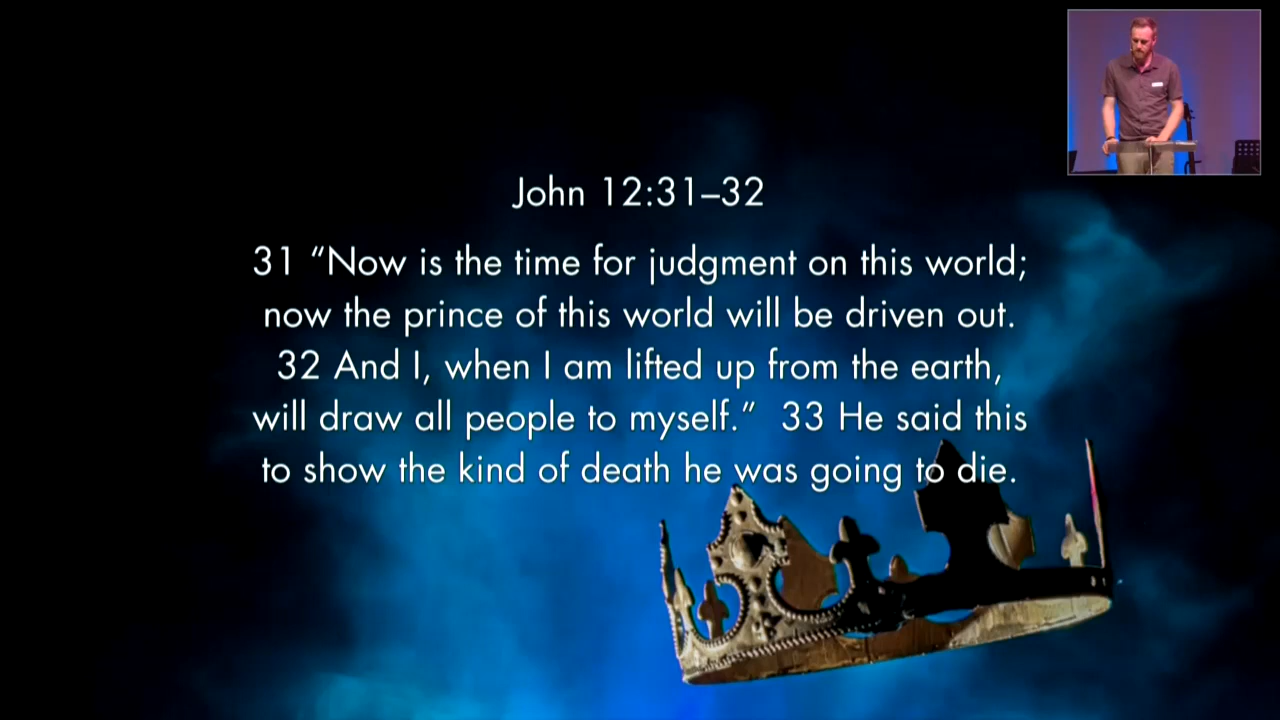 John 12:31–32
31 “Now is the time for judgment on this world;
now the prince of this world will be driven out.
32 And I, when I am lifted up from the earth,
will draw all people to myself.”  33 He said this
to show the kind of death he was going to die.